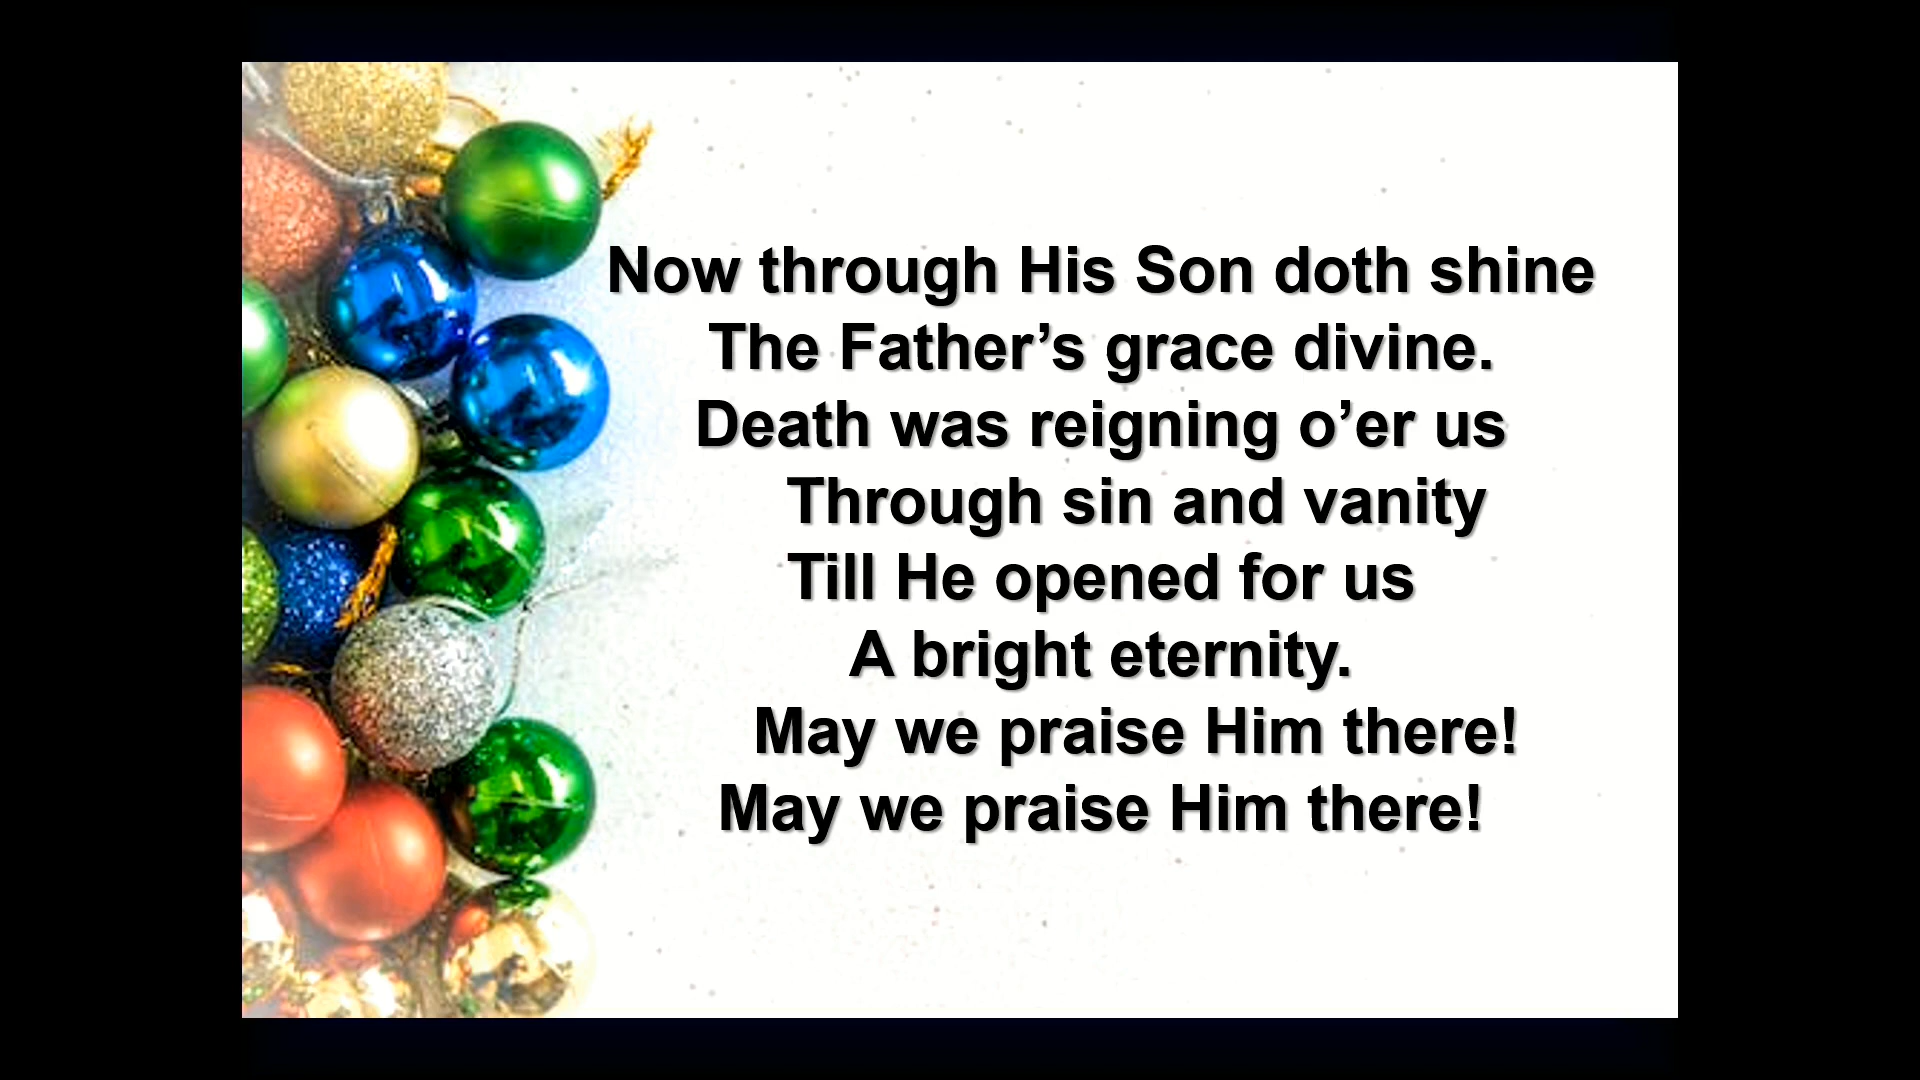 Now through His Son doth shine
The Father’s grace divine.
Death was reigning o’er us
Through sin and vanity
Till He opened for us
A bright eternity.
May we praise Him there!
May we praise Him there!